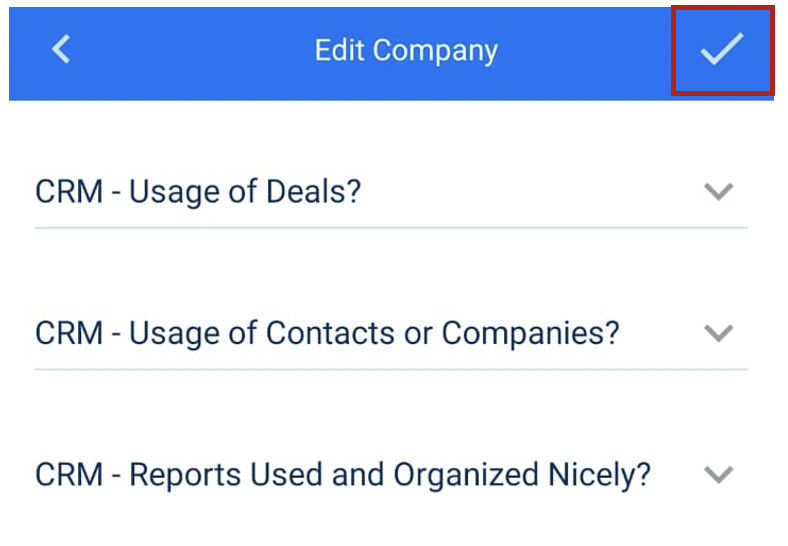 Edit Company
CRM - Usage of Deals?
CRM - Usage of Contacts or Companies?
CRM - Reports Used and Organized Nicely?